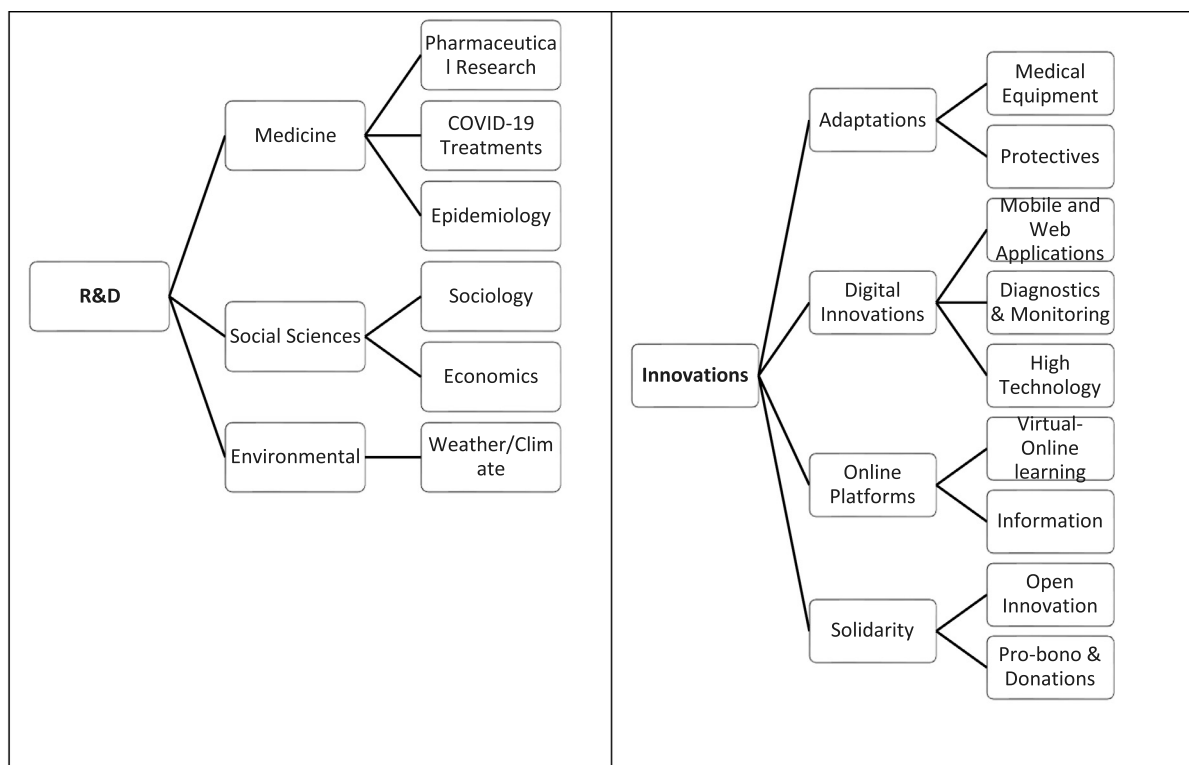 Pharmaceutica
l Research
Medicine
COVID-19
Treatments
Epidemiology
R&D
Social Sciences
Sociology
Economics
Environmental
Weather/Clim
ate
Innovations
Adaptations
Medical
Equipment
Protectives
Digital
Innovations
Mobile and
Web
Applications
Diagnostics
& Monitoring
High
Technology
Online
Platforms
Virtual-
Online
learning
Information
Solidarity
Open
Innovation
Pro-bono &
Donations